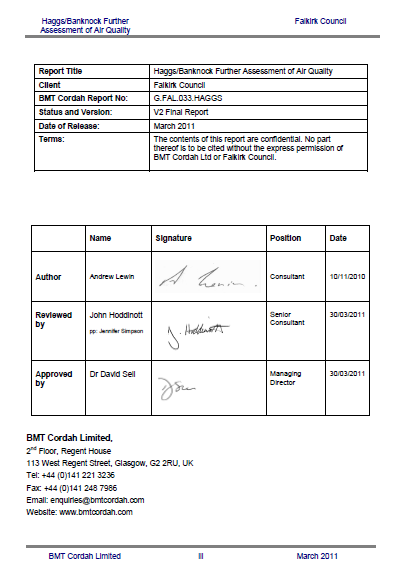 Haggs/Banknock Further Falkirk Council
Assessment of Air Quality
Report Title Haggs/Banknock Further Assessment of Air Quality
Client Falkirk Council
BMT Cordah Report No: G.FAL.033.HAGGS
Status and Version: V2 Final Report
Date of Release: March 2011
Terms: The contents of this report are confidential. No part
thereof is to be cited without the express permission of
BMT Cordah Ltd or Falkirk Council.
Name Signature Position Date
Author Andrew Lewin Consultant 10/11/2010
Reviewed by John Hoddinott J. Hoddinott Senior Consultant 30/03/2011
pp: Jennifer Simpson
Approved by Dr David Sell Managing Director 30/03/2011
BMT Cordah Limited,
2nd Floor, Regent House
113 West Regent Street, Glasgow, G2 2RU, UK
Tel: +44 (0)141 221 3236
Fax: +44 (0)141 248 7986
Email: enquiries@bmtcordah.com
Website: www.bmtcordah.com
BMT Cordah Limited III March 2011